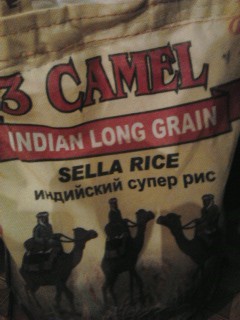 3 CAMEL
INDIAN LONG GRAIN
SELLA RICE
индийский супер рис